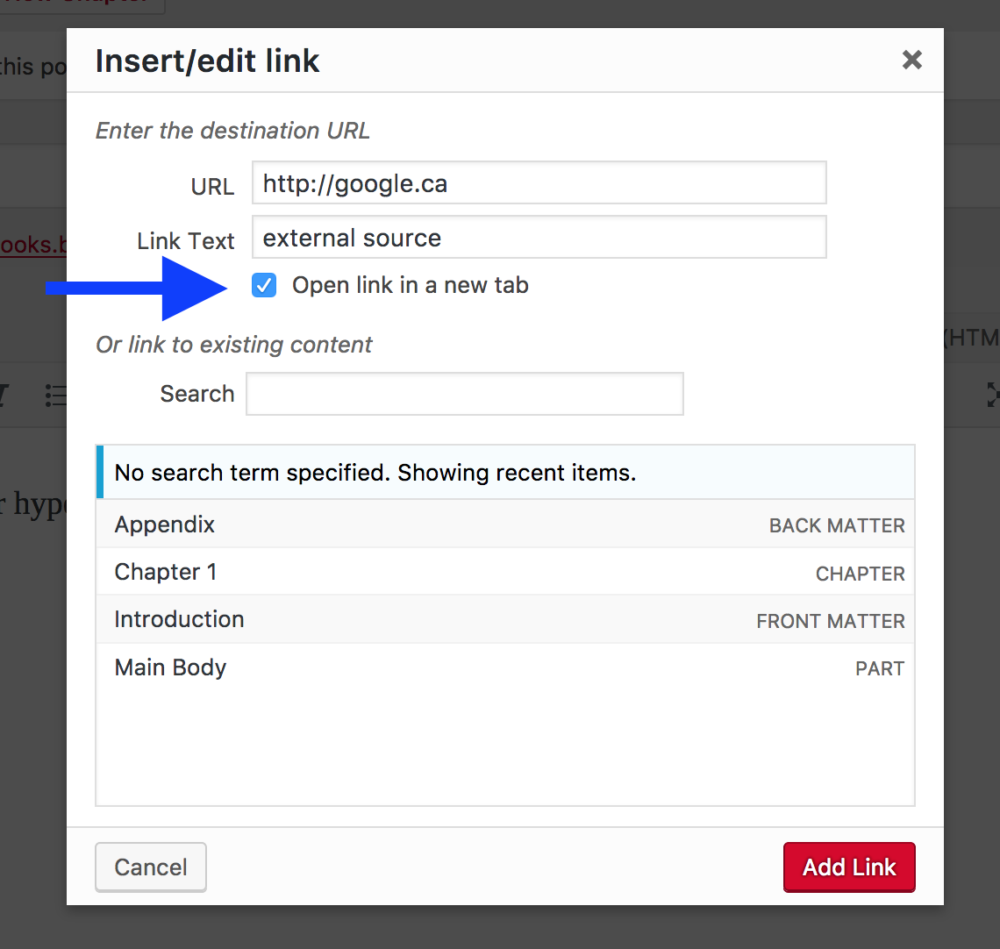 Insert/edit link
this po
Enter the destination URL
URL http://google.ca
Link Text external source
ooks.b
Open link in a new tab
Or link to existing content
(HTM
Search
No search term specified. Showing recent items.
r hype
Appendix BACK MATTER
Chapter 1 CHAPTER
Introduction FRONT MATTER
Main Body PART
Cancel Add Link